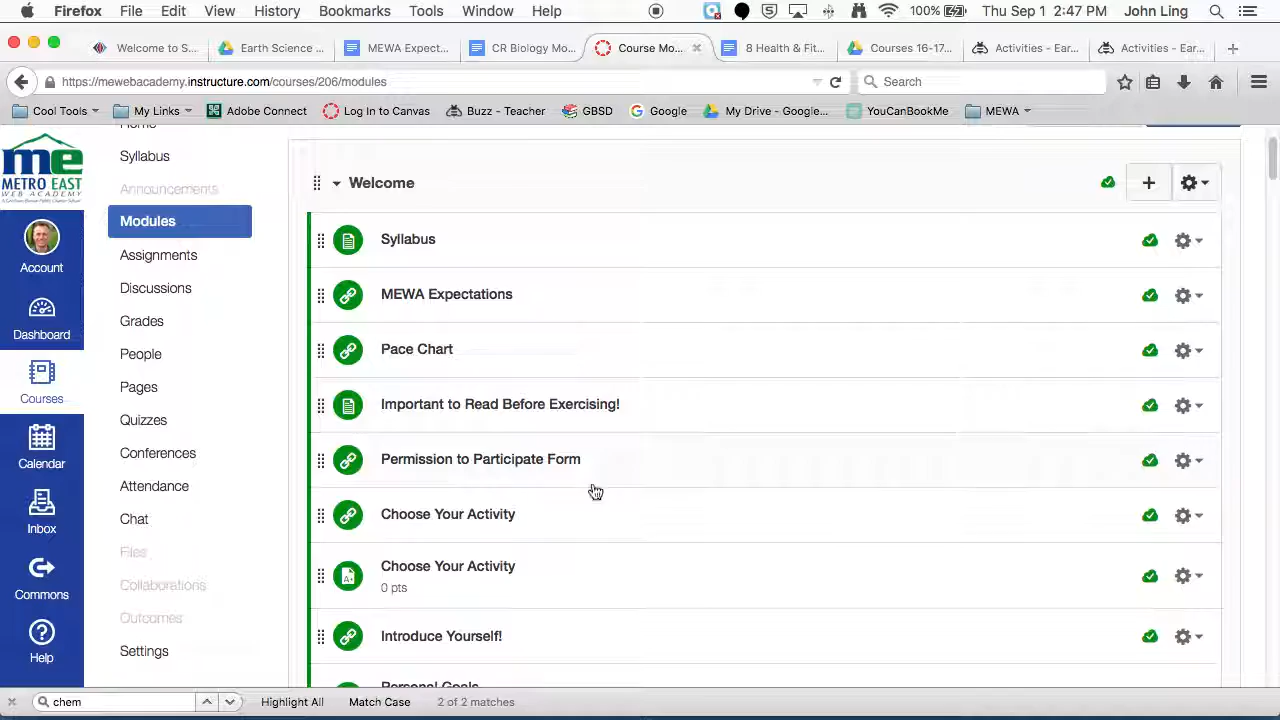 Firefox File Edit View History Bookmarks Tools Window Help 100% Thu Sep 1 2:47 PM John Ling
Welcome to S... Earth Science ... MEWA Expect... CR Biology Mo... Course Mo... 8 Health & Fit... Courses 16-17... Activities - Ear... Activities - Ear...
https://mewebacademy.instructure.com/courses/206/modules Search
Cool Tools My Links Adobe Connect Log In to Canvas Buzz - Teacher GBSD Google My Drive - Google... YouCanBookMe MEWA
me
METRO EAST
WEB ACADEMY
Account
Dashboard
Courses
Calendar
Inbox
Commons
Help
Home
Syllabus
Announcements
Modules
Assignments
Discussions
Grades
People
Pages
Quizzes
Conferences
Attendance
Chat
Files
Collaborations
Outcomes
Settings
Welcome
Syllabus
MEWA Expectations
Pace Chart
Important to Read Before Exercising!
Permission to Participate Form
Choose Your Activity
Choose Your Activity
0 pts
Introduce Yourself!
Personal Goals
chem Highlight All Match Case 2 of 2 matches